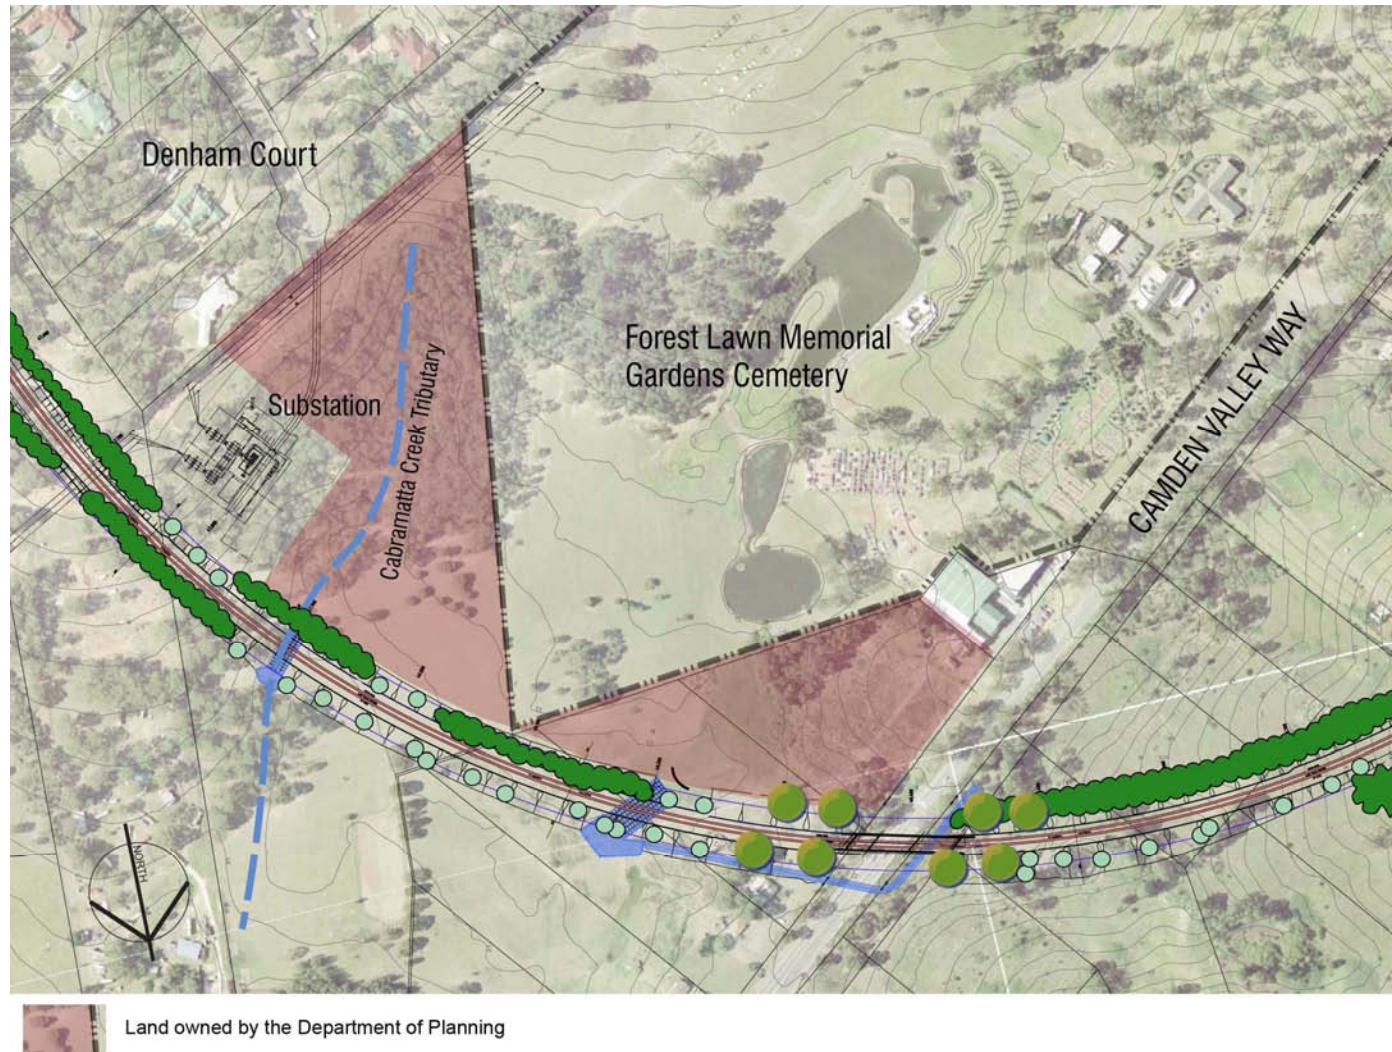 Denham Court
Forest Lawn Memorial
Gardens Cemetery
CAMDEN VALLEY WAY
Substation
Cabramatta Creek Tributary
NORTH
Land owned by the Department of Planning